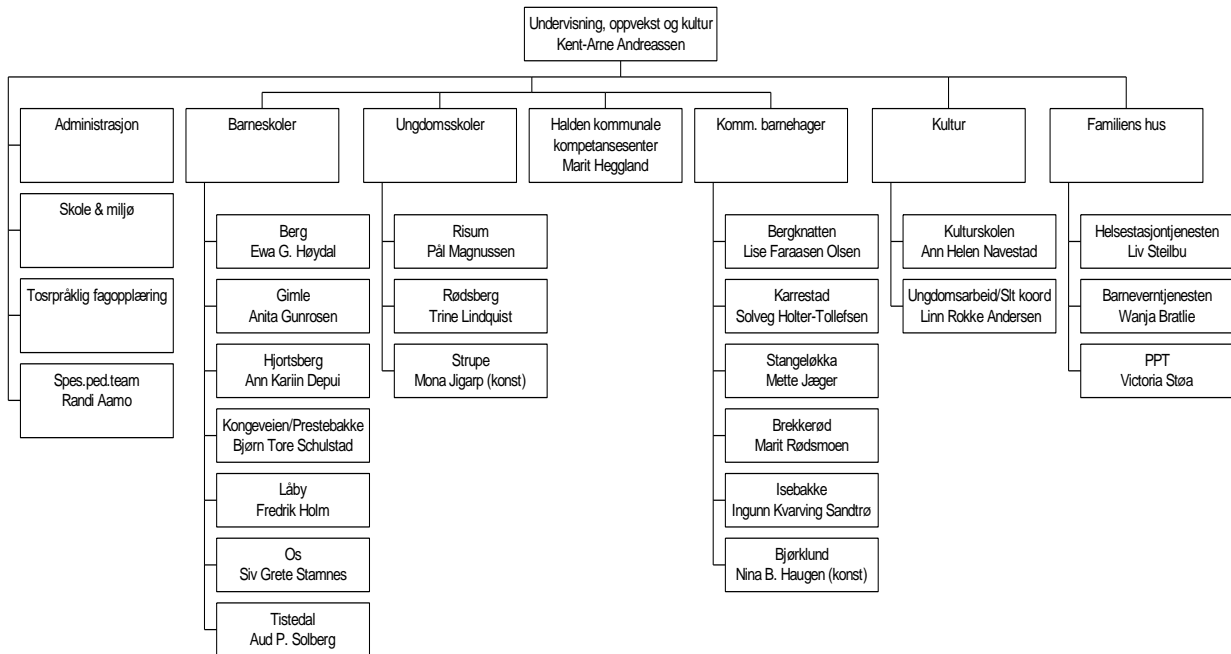 Undervisning, oppvekst og kultur
Kent-Arne Andreassen
Administrasjon
Skole & miljø
Tosrpråklig fagopplæring
Spes.ped.team
Randi Aamo
Barneskoler
Berg
Ewa G. Høydal
Gimle
Anita Gunrosen
Hjortsberg
Ann Kariin Depui
Kongeveien/Prestebakke
Bjørn Tore Schulstad
Låby
Fredrik Holm
Os
Siv Grete Stamnes
Tistedal
Aud P. Solberg
Ungdomsskoler
Risum
Pål Magnussen
Rødsberg
Trine Lindquist
Strupe
Mona Jigarp (konst)
Halden kommunale
kompetansesenter
Marit Heggland
Komm. barnehager
Bergknatten
Lise Faraasen Olsen
Karrestad
Solveg Holter-Tollefsen
Stangeløkka
Mette Jæger
Brekkerød
Marit Rødsmoen
Isebakke
Ingunn Kvarving Sandtrø
Bjørklund
Nina B. Haugen (konst)
Kultur
Kulturskolen
Ann Helen Navestad
Ungdomsarbeid/Slt koord
Linn Rokke Andersen
Familiens hus
Helsestasjontjenesten
Liv Steilbu
Barneverntjenesten
Wanja Bratlie
PPT
Victoria Støa